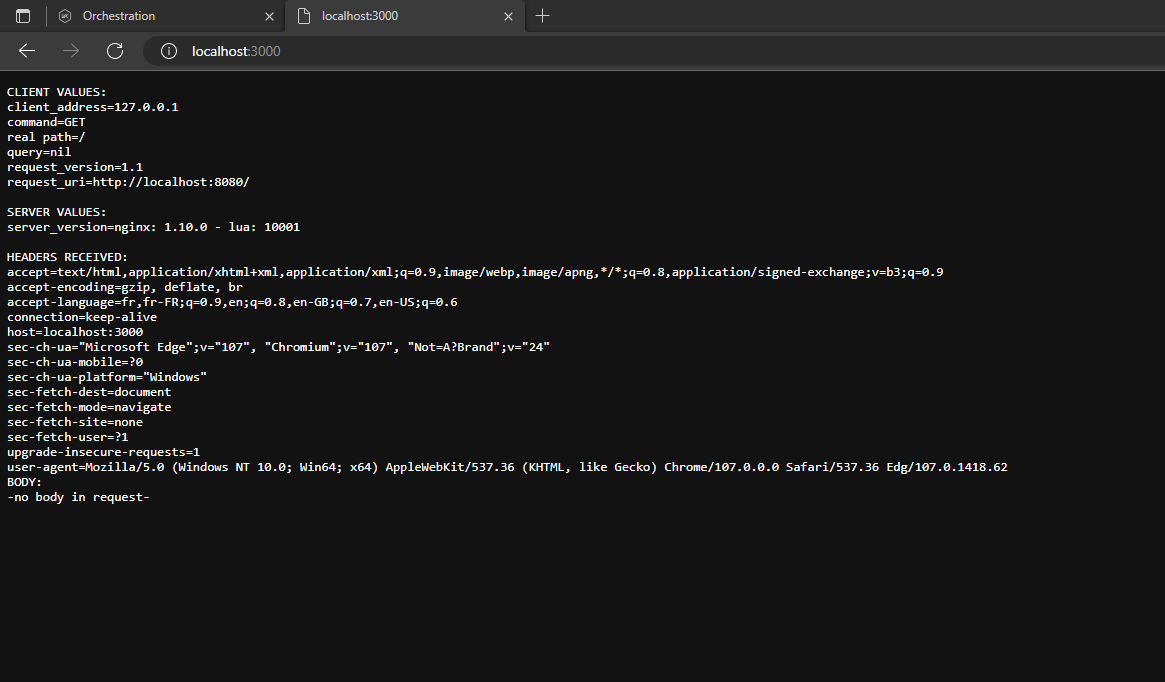 Orchestration
localhost:3000
localhost:3000
CLIENT VALUES:
client_address=127.0.0.1
command=GET
real path=/
query=nil
request_version=1.1
request_uri=http://localhost:8080/
SERVER VALUES:
server_version=nginx: 1.10.0 - lua: 10001
HEADERS RECEIVED:
accept=text/html,application/xhtml+xml,application/xml;q=0.9,image/webp,image/apng,*/*;q=0.8,application/signed-exchange;v=b3;q=0.9
accept-encoding=gzip, deflate, br
accept-language=fr,fr-FR;q=0.9,en;q=0.8,en-GB;q=0.7,en-US;q=0.6
connection=keep-alive
host=localhost:3000
sec-ch-ua="Microsoft Edge";v="107", "Chromium";v="107", "Not=A?Brand";v="24"
sec-ch-ua-mobile=?0
sec-ch-ua-platform="Windows"
sec-fetch-dest=document
sec-fetch-mode=navigate
sec-fetch-site=none
sec-fetch-user=?1
upgrade-insecure-requests=1
user-agent=Mozilla/5.0 (Windows NT 10.0; Win64; x64) AppleWebKit/537.36 (KHTML, like Gecko) Chrome/107.0.0.0 Safari/537.36 Edg/107.0.1418.62
BODY:
-no body in request-